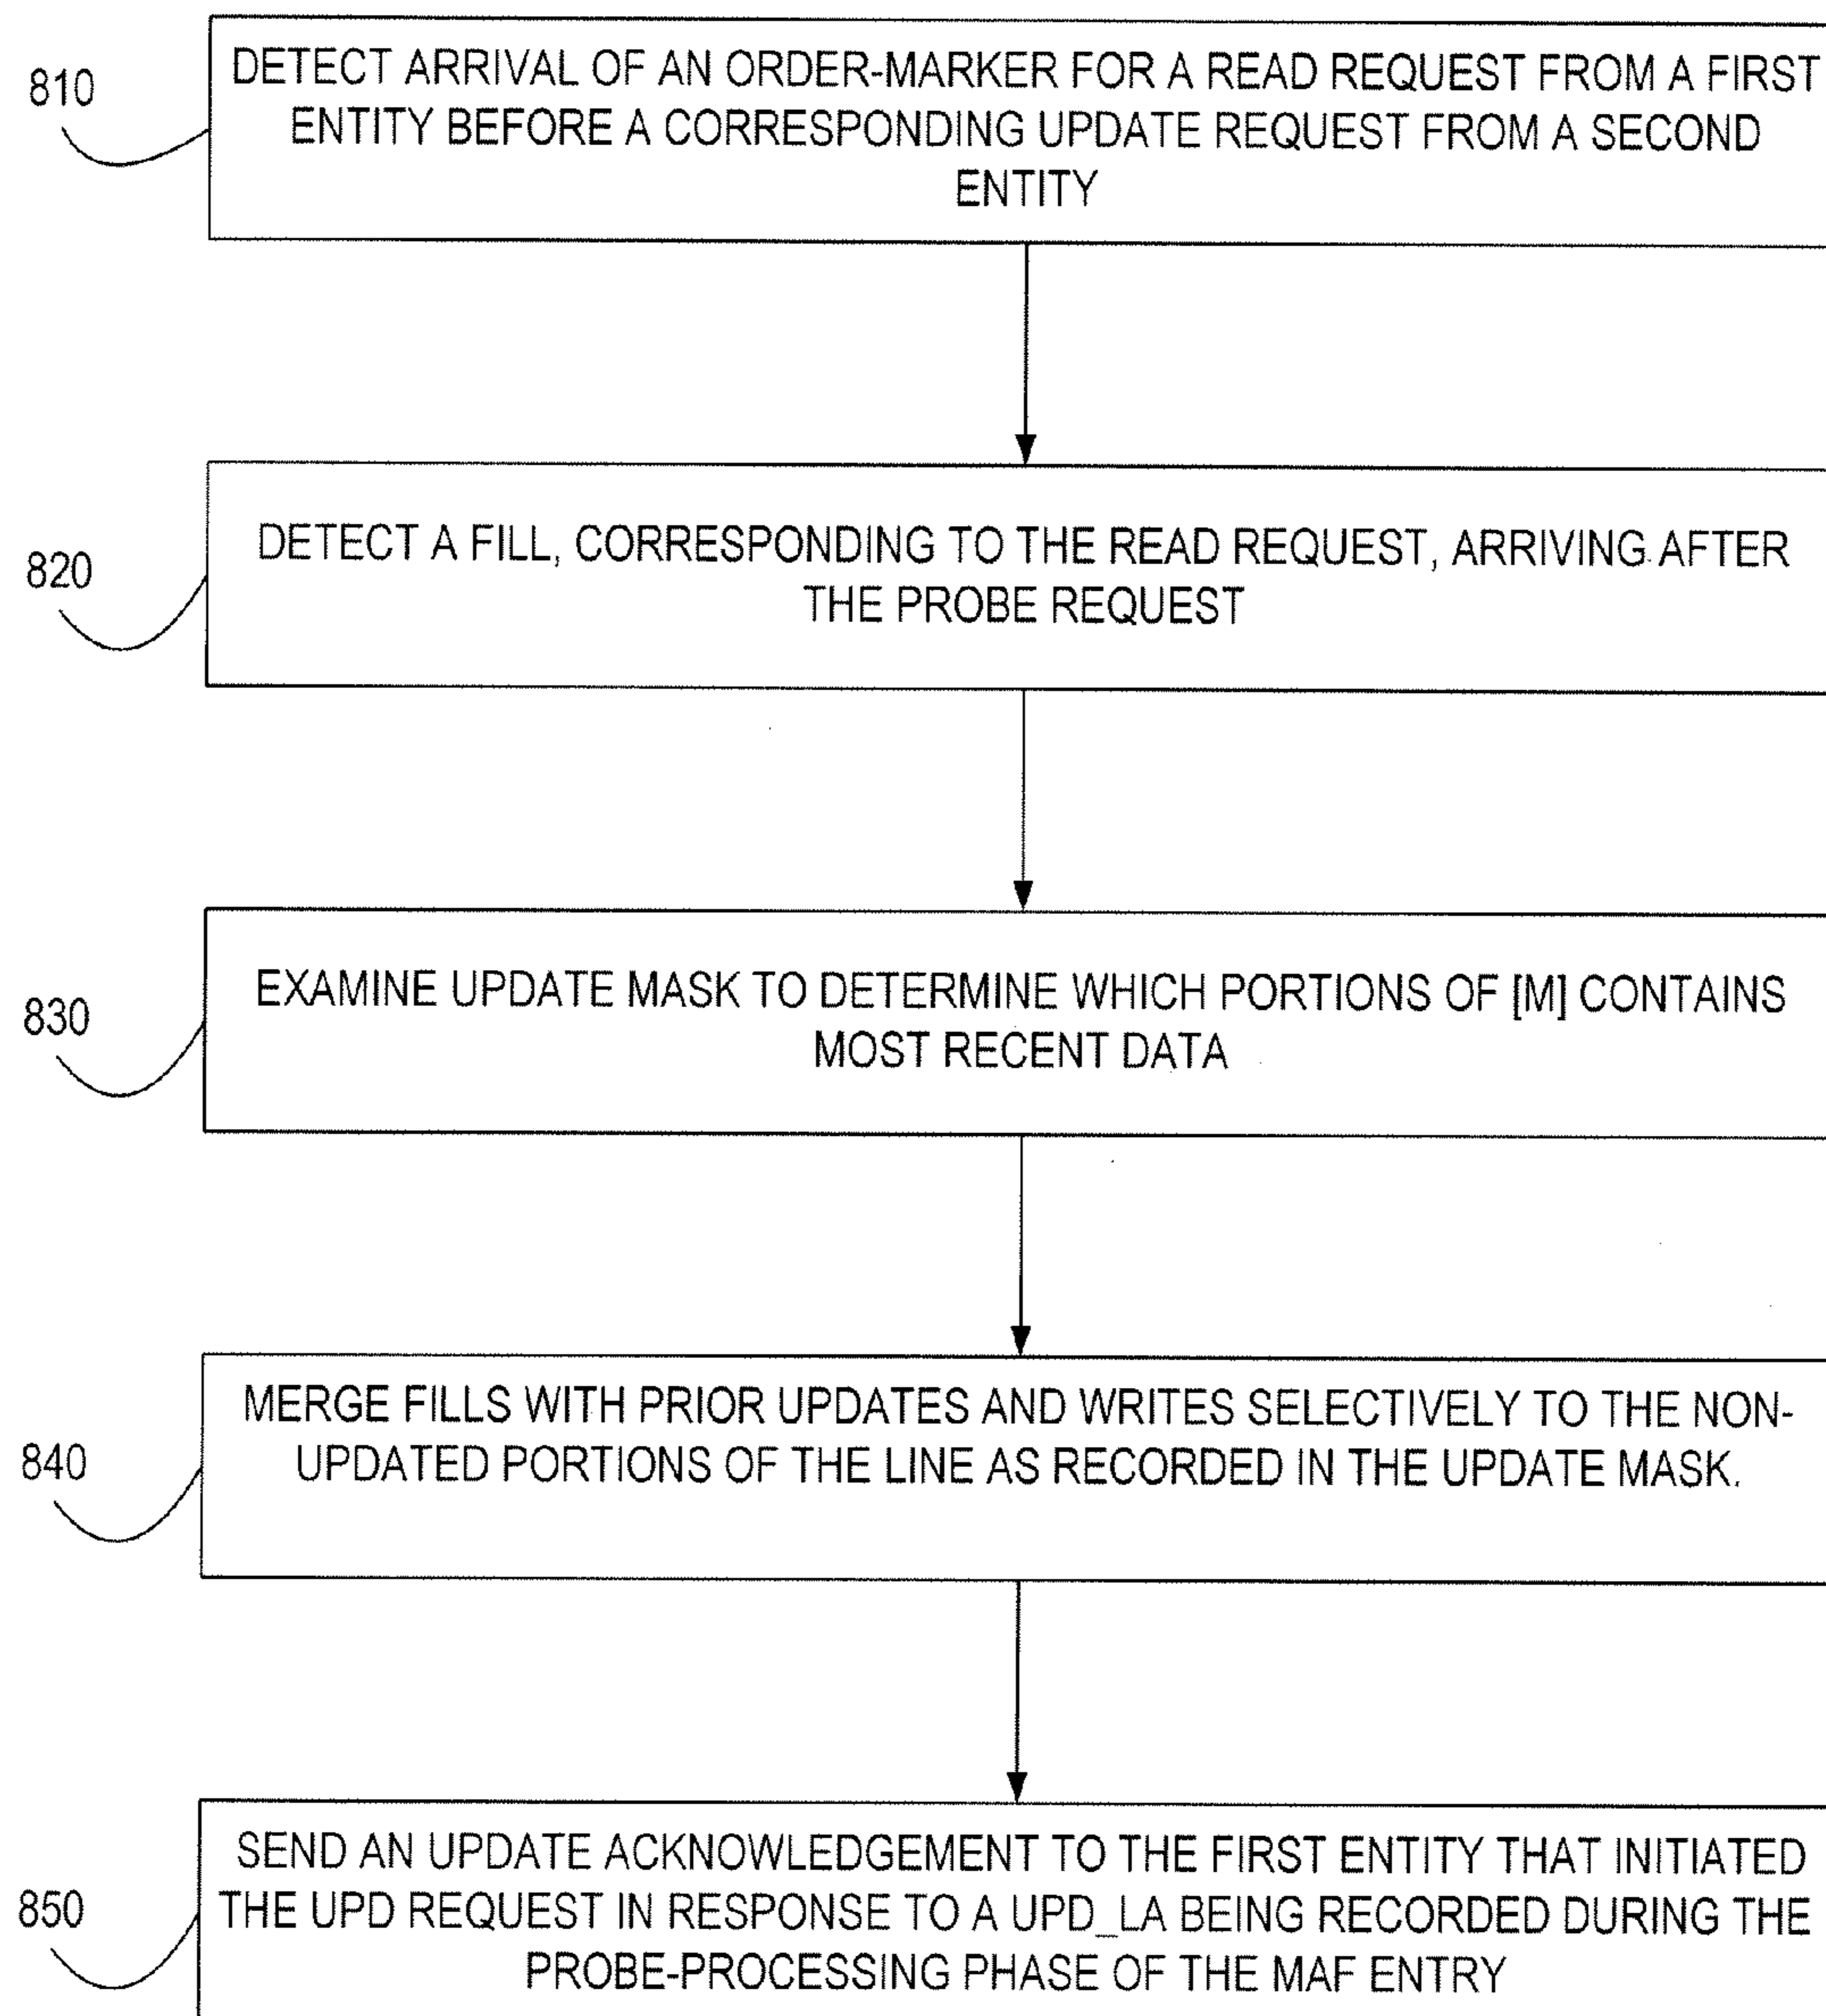 810
DETECT ARRIVAL OF AN ORDER-MARKER FOR A READ REQUEST FROM A FIRST
ENTITY BEFORE A CORRESPONDING UPDATE REQUEST FROM A SECOND
ENTITY
820
DETECT A FILL, CORRESPONDING TO THE READ REQUEST, ARRIVING AFTER
THE PROBE REQUEST
830
EXAMINE UPDATE MASK TO DETERMINE WHICH PORTIONS OF [M] CONTAINS
MOST RECENT DATA
840
MERGE FILLS WITH PRIOR UPDATES AND WRITES SELECTIVELY TO THE NON-
UPDATED PORTIONS OF THE LINE AS RECORDED IN THE UPDATE MASK.
850
SEND AN UPDATE ACKNOWLEDGEMENT TO THE FIRST ENTITY THAT INITIATED
THE UPD REQUEST IN RESPONSE TO A UPD_LA BEING RECORDED DURING THE
PROBE-PROCESSING PHASE OF THE MAF ENTRY